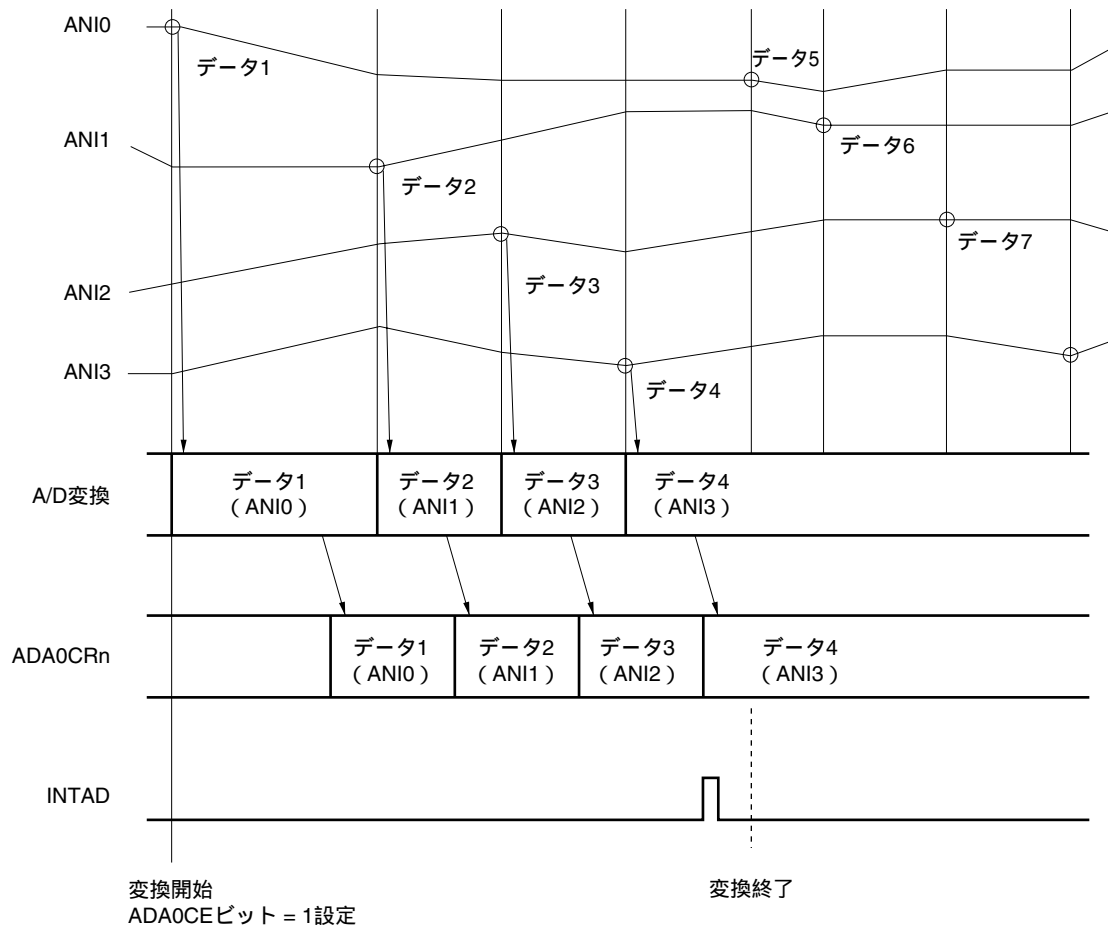 ANI0
データ1
データ5
ANI1
データ2
データ6
ANI2
データ3
データ7
ANI3
データ4
A/D変換
データ1
（ANI0）
データ2
（ANI1）
データ3
（ANI2）
データ4
（ANI3）
ADA0CRn
データ1
（ANI0）
データ2
（ANI1）
データ3
（ANI2）
データ4
（ANI3）
INTAD
変換開始
ADA0CEビット = 1設定
変換終了